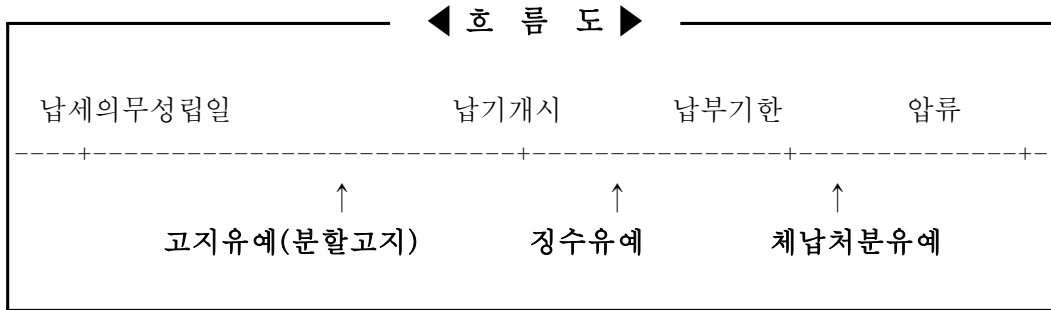 ◀흐 름 도▶
납세의무성립일 납기개시 납부기한 압류
----+-------------------------+---------------+-------------+-
↑ ↑ ↑
고지유예(분할고지) 징수유예 체납처분유예